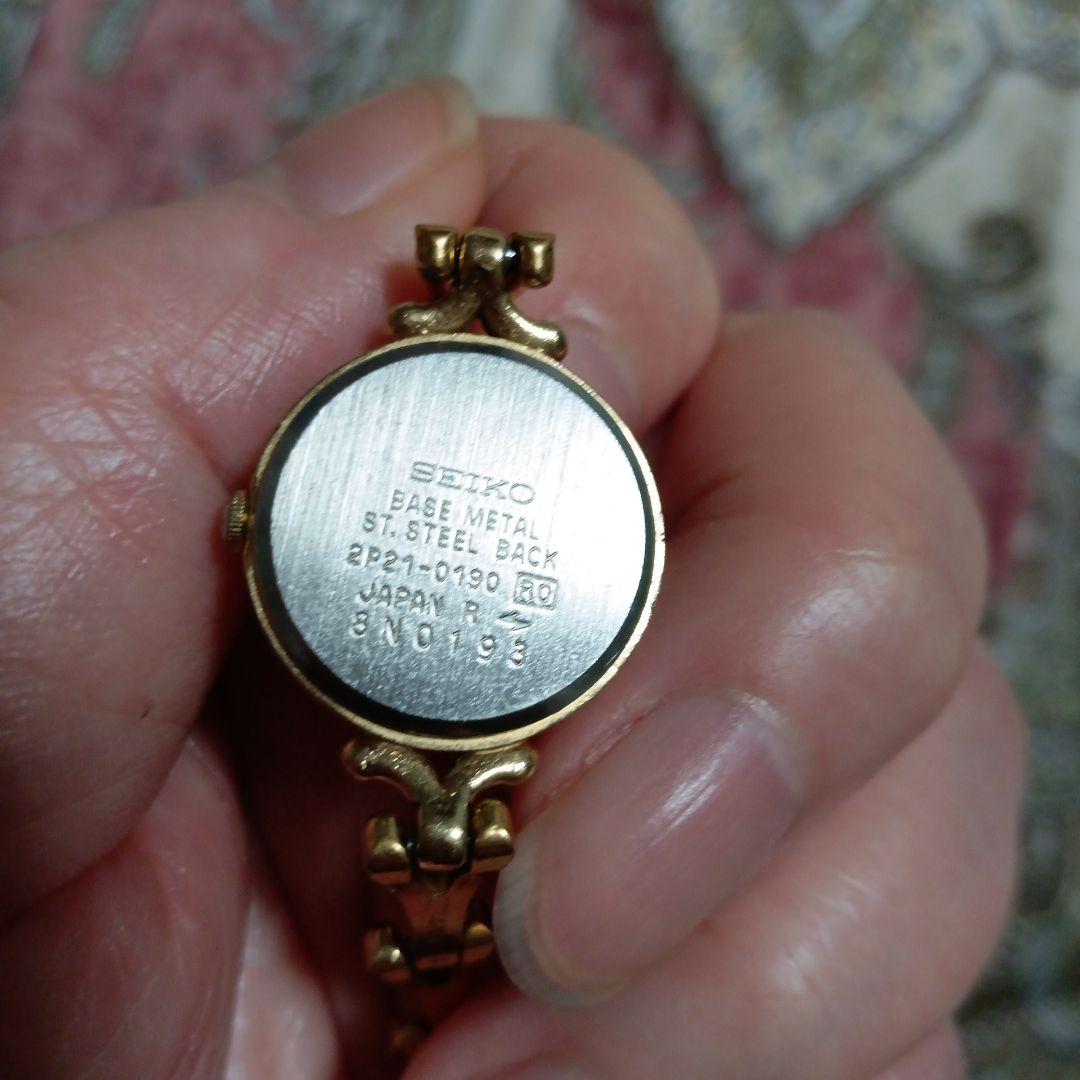 SEIKO
BASE METAL
ST. STEEL BACK
2P21-0190 R0
JAPAN R
8N0193